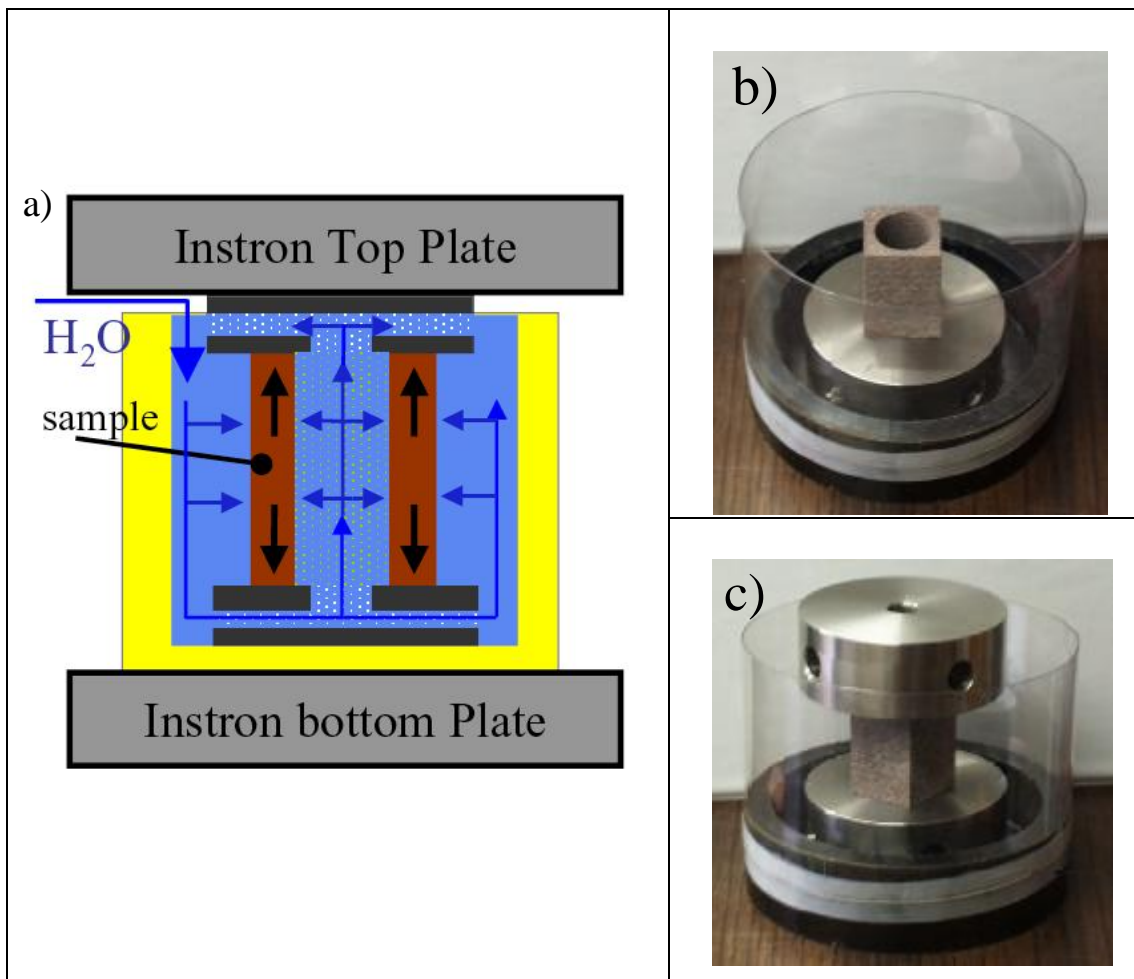 a)
Instron Top Plate
H₂O
sample
Instron bottom Plate
b)
c)